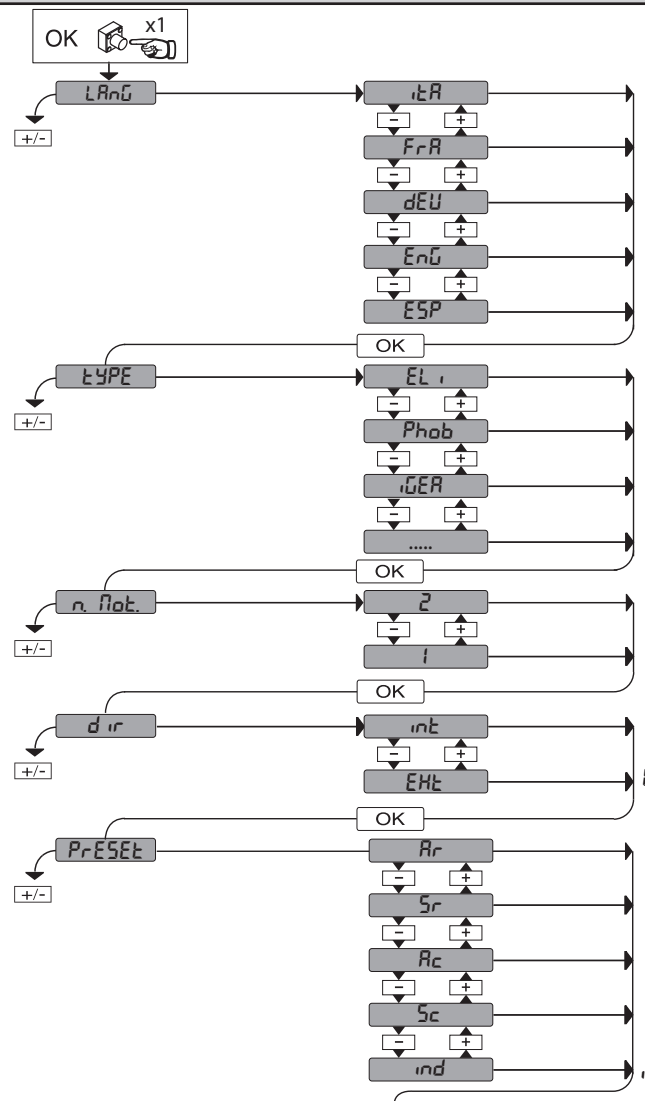 OK x1
LAnG itA
+/- - +
FrA
- +
dEU
- +
EnG
- +
ESP
OK
tYPE ELi
+/- - +
Phob
- +
iGEA
- +
.....
OK
n. Mot. 2
+/- - +
1
OK
dir int
+/- - +
EHt
OK
PrESEt Ar
+/- - +
Sr
- +
Ac
- +
Sc
- +
ind